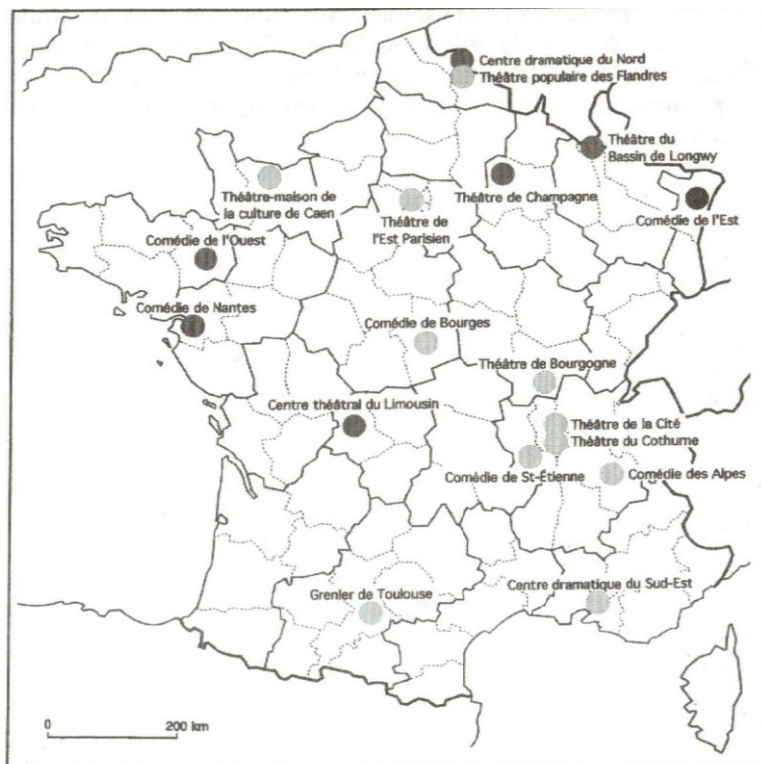 Centre dramatique du Nord
Théâtre populaire des Flandres
Théâtre du
Bassin de Longwy
Théâtre-maison de
la culture de Caen
Théâtre de
l'Est Parisien
Théâtre de Champagne
Comédie de l'Est
Comédie de l'Ouest
Comédie de Nantes
Comédie de Bourges
Théâtre de Bourgogne
Centre théâtral du Limousin
Théâtre de la Cité
Théâtre du Cothurne
Comédie de St-Étienne
Comédie des Alpes
Grenier de Toulouse
Centre dramatique du Sud-Est
0
200 km